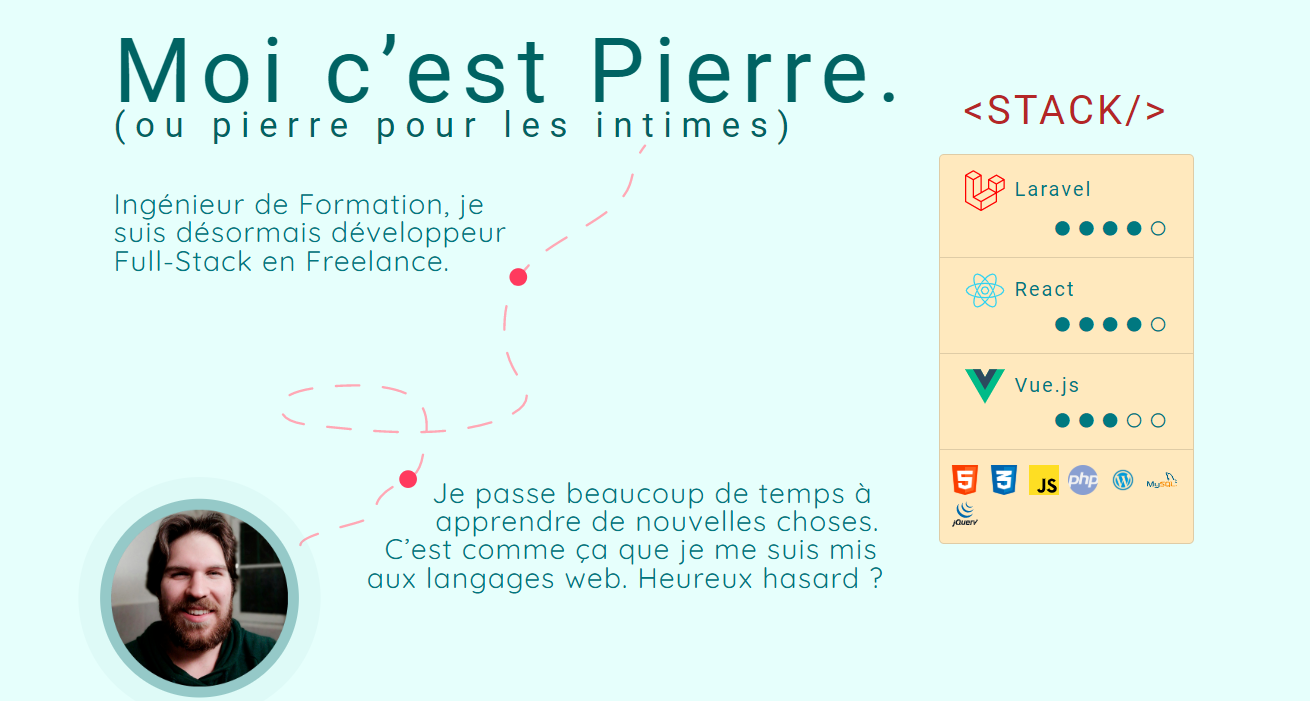 Moi c’est Pierre.
(ou pierre pour les intimes)
Ingénieur de Formation, je
suis désormais développeur
Full-Stack en Freelance.
Je passe beaucoup de temps à
apprendre de nouvelles choses.
C’est comme ça que je me suis mis
aux langages web. Heureux hasard ?
<STACK/>
Laravel
React
Vue.js
5 3 JS php W MySQL
jQuery